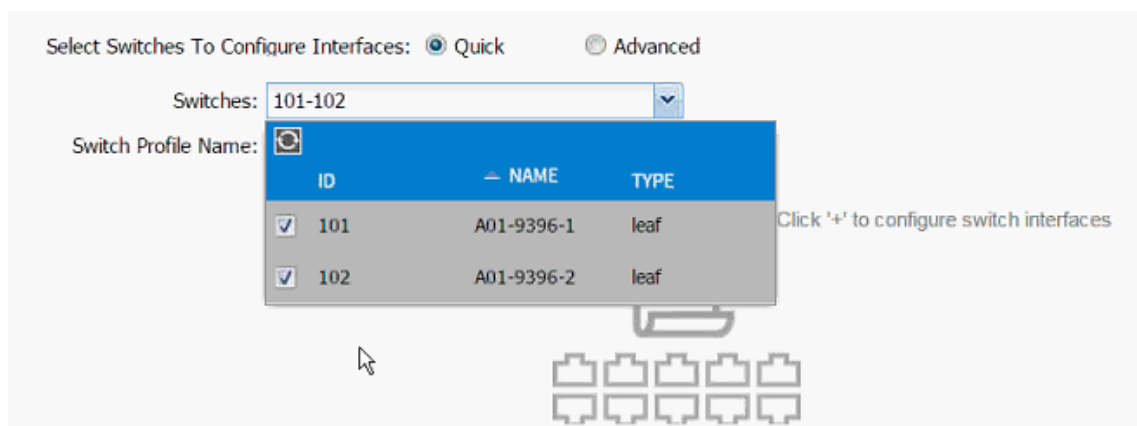 Select Switches To Configure Interfaces: Quick Advanced
Switches: 101-102
Switch Profile Name:
ID NAME TYPE
101 A01-9396-1 leaf
Click '+' to configure switch interfaces
102 A01-9396-2 leaf